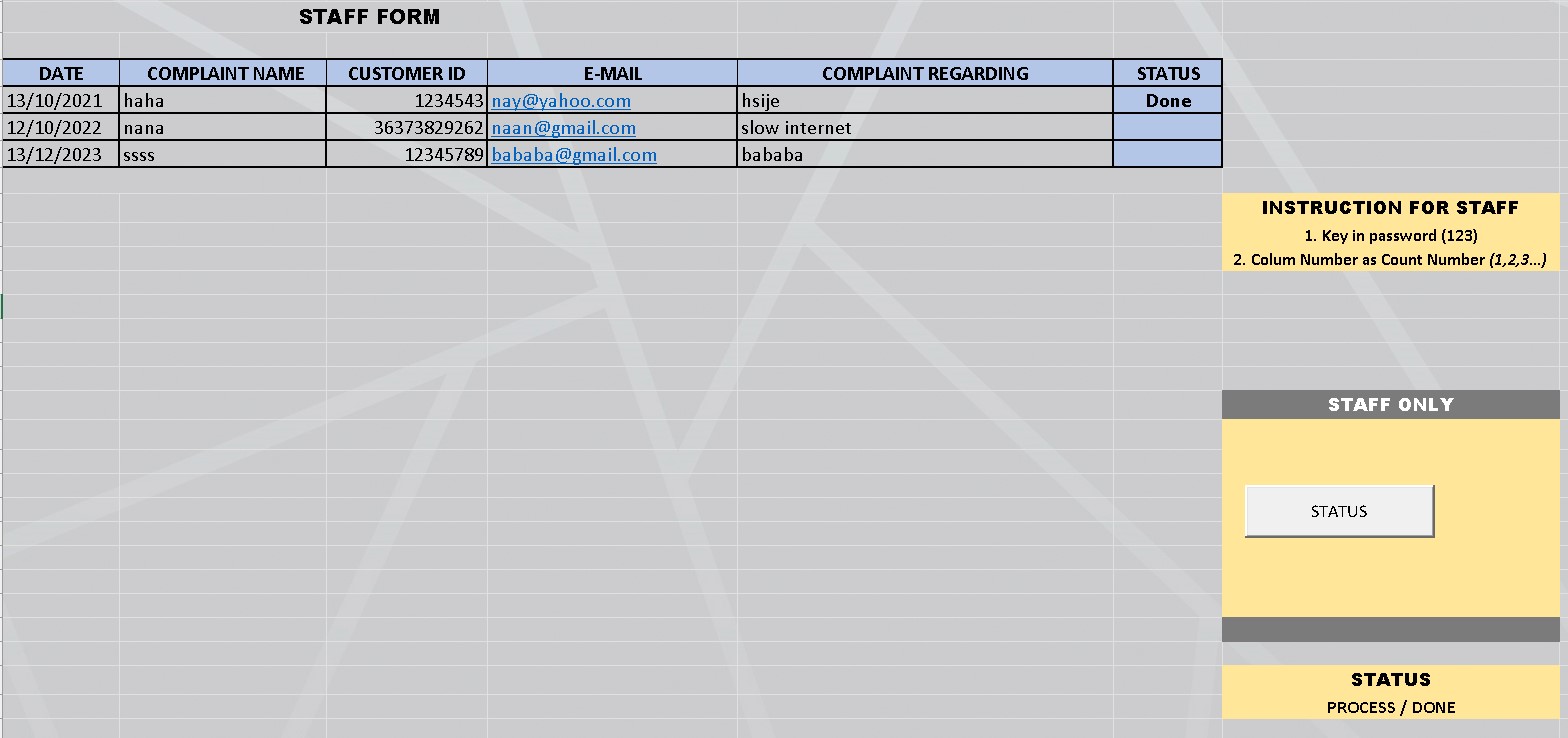 STAFF FORM
DATE COMPLAINT NAME CUSTOMER ID E-MAIL COMPLAINT REGARDING STATUS
13/10/2021 haha 1234543 nay@yahoo.com hsije Done
12/10/2022 nana 36373829262 naan@gmail.com slow internet
13/12/2023 ssss 12345789 bababa@gmail.com bababa
INSTRUCTION FOR STAFF
1. Key in password (123)
2. Colum Number as Count Number (1,2,3...)
STAFF ONLY
STATUS
STATUS
PROCESS / DONE